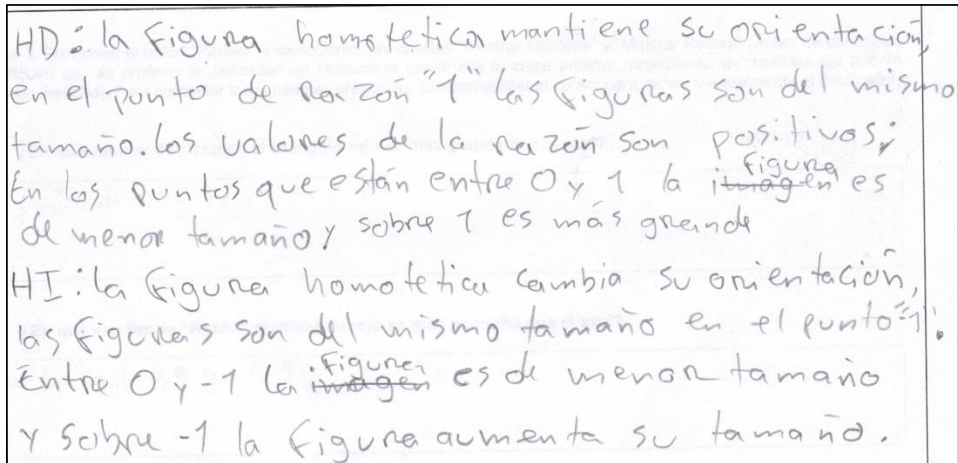 HD: la figura homotetica mantiene su orientación,
en el punto de razón "1" las figuras son del mismo
tamaño. Los valores de la razón son positivos;
En los puntos que están entre 0 y 1 la imagen figura es
de menor tamaño y sobre 1 es más grande
HI: la figura homotetica cambia su orientación,
las figuras son del mismo tamaño en el punto "-1".
Entre 0 y -1 la imagen figura es de menor tamaño
y sobre -1 la figura aumenta su tamaño.